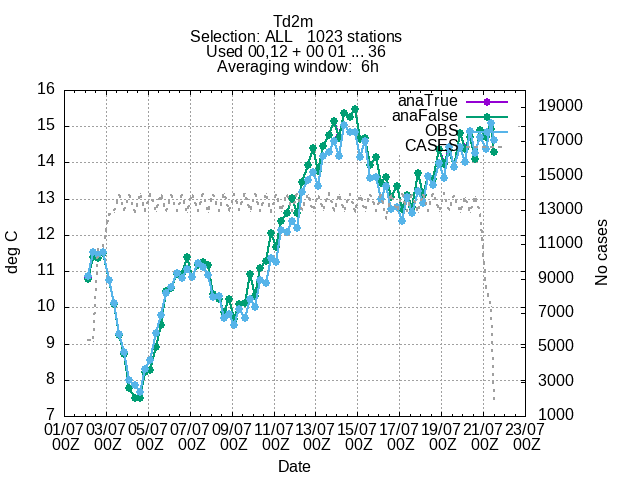 Td2m
Selection: ALL   1023 stations
Used 00,12 + 00 01 ... 36
Averaging window:  6h
anaTrue
anaFalse
OBS
CASES
16
15
14
13
12
11
10
9
8
7
19000
17000
15000
13000
11000
9000
7000
5000
3000
1000
deg C
No cases
01/07 03/07 05/07 07/07 09/07 11/07 13/07 15/07 17/07 19/07 21/07 23/07
00Z 00Z 00Z 00Z 00Z 00Z 00Z 00Z 00Z 00Z 00Z 00Z
Date